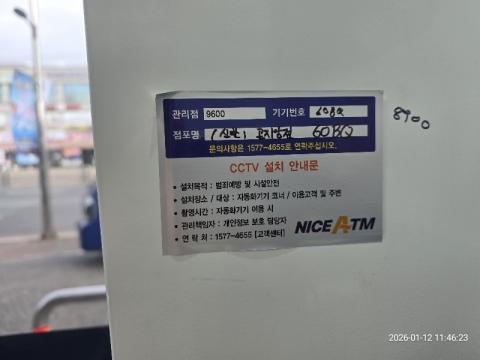 관리점 9600 기기번호 60BQ
점포명 60BQ
문의사항은 1577-4655로 연락주십시오.
8900
CCTV 설치 안내문
• 설치목적 : 범죄예방 및 시설안전
• 설치장소 / 대상 : 자동화기기 코너 / 이용고객 및 주변
• 촬영시간 : 자동화기기 이용 시
• 관리책임자 : 개인정보 보호 담당자
• 연 락 처 : 1577-4655 [고객센터]
NICE ATM
2026-01-12 11:46:23